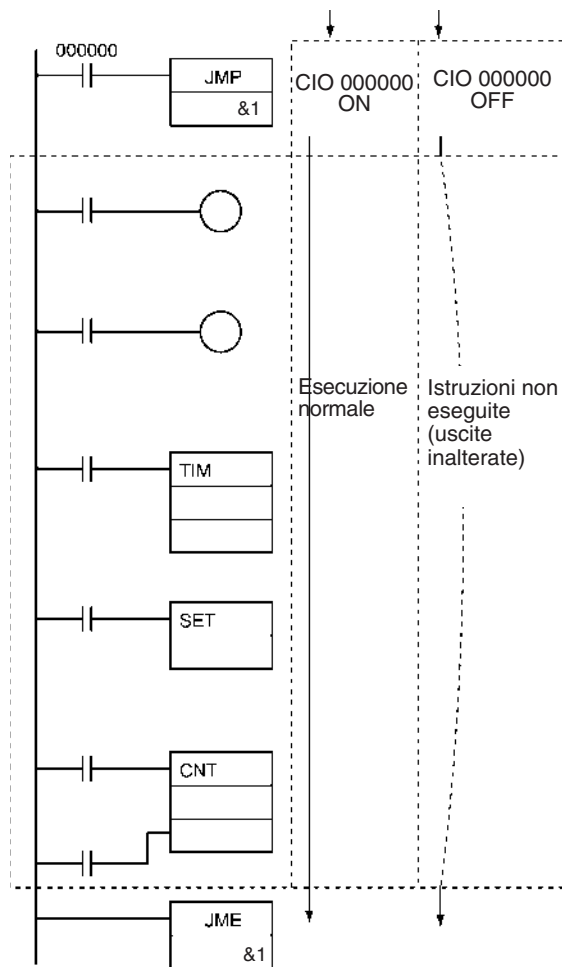 000000
JMP
&1
CIO 000000
ON
CIO 000000
OFF
Esecuzione
normale
Istruzioni non
eseguite
(uscite
inalterate)
TIM
SET
CNT
JME
&1